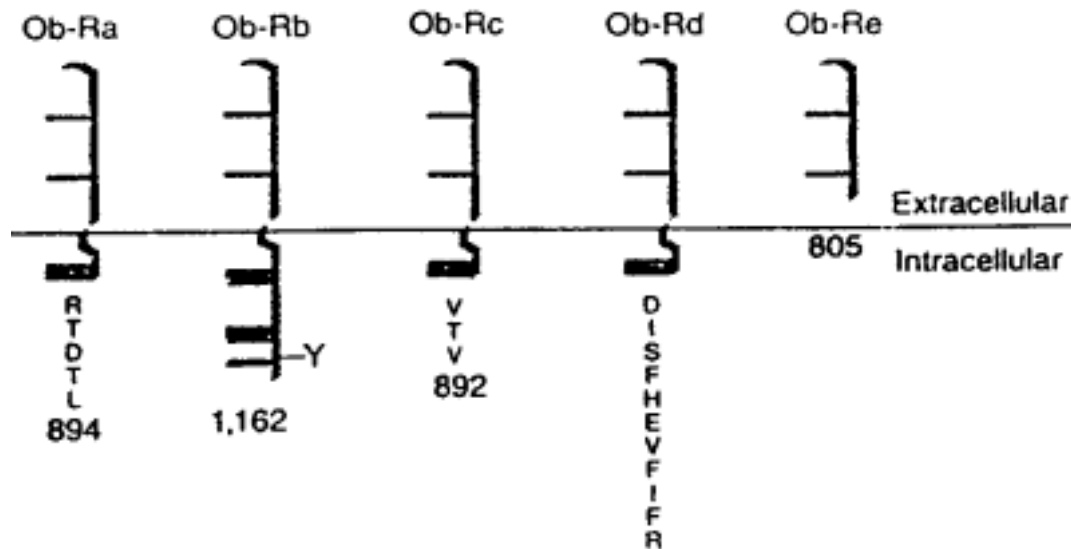 Ob-Ra Ob-Rb Ob-Rc Ob-Rd Ob-Re
Extracellular
Intracellular
805
R
T
D
T
L
894
Y
1,162
V
T
V
892
D
I
S
F
H
E
V
F
I
F
R